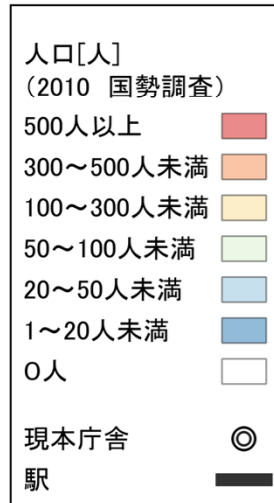 人口[人]
(2010 国勢調査)
500人以上
300～500人未満
100～300人未満
50～100人未満
20～50人未満
1～20人未満
0人
現本庁舎 ◎
駅